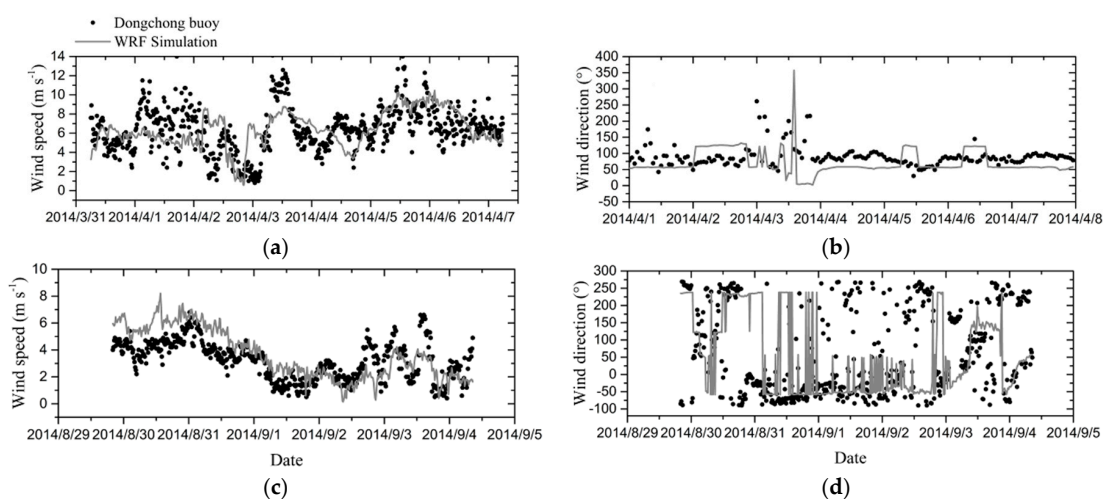 Dongchong buoy
WRF Simulation
Wind speed (m s⁻¹)
14
12
10
8
6
4
2
0
2014/3/31 2014/4/1 2014/4/2 2014/4/3 2014/4/4 2014/4/5 2014/4/6 2014/4/7
(a)
Wind direction (°)
400
350
300
250
200
150
100
50
0
-50
2014/4/1 2014/4/2 2014/4/3 2014/4/4 2014/4/5 2014/4/6 2014/4/7 2014/4/8
(b)
Wind speed (m s⁻¹)
10
8
6
4
2
0
2014/8/29 2014/8/30 2014/8/31 2014/9/1 2014/9/2 2014/9/3 2014/9/4 2014/9/5
Date
(c)
Wind direction (°)
300
250
200
150
100
50
0
-50
-100
2014/8/29 2014/8/30 2014/8/31 2014/9/1 2014/9/2 2014/9/3 2014/9/4 2014/9/5
Date
(d)